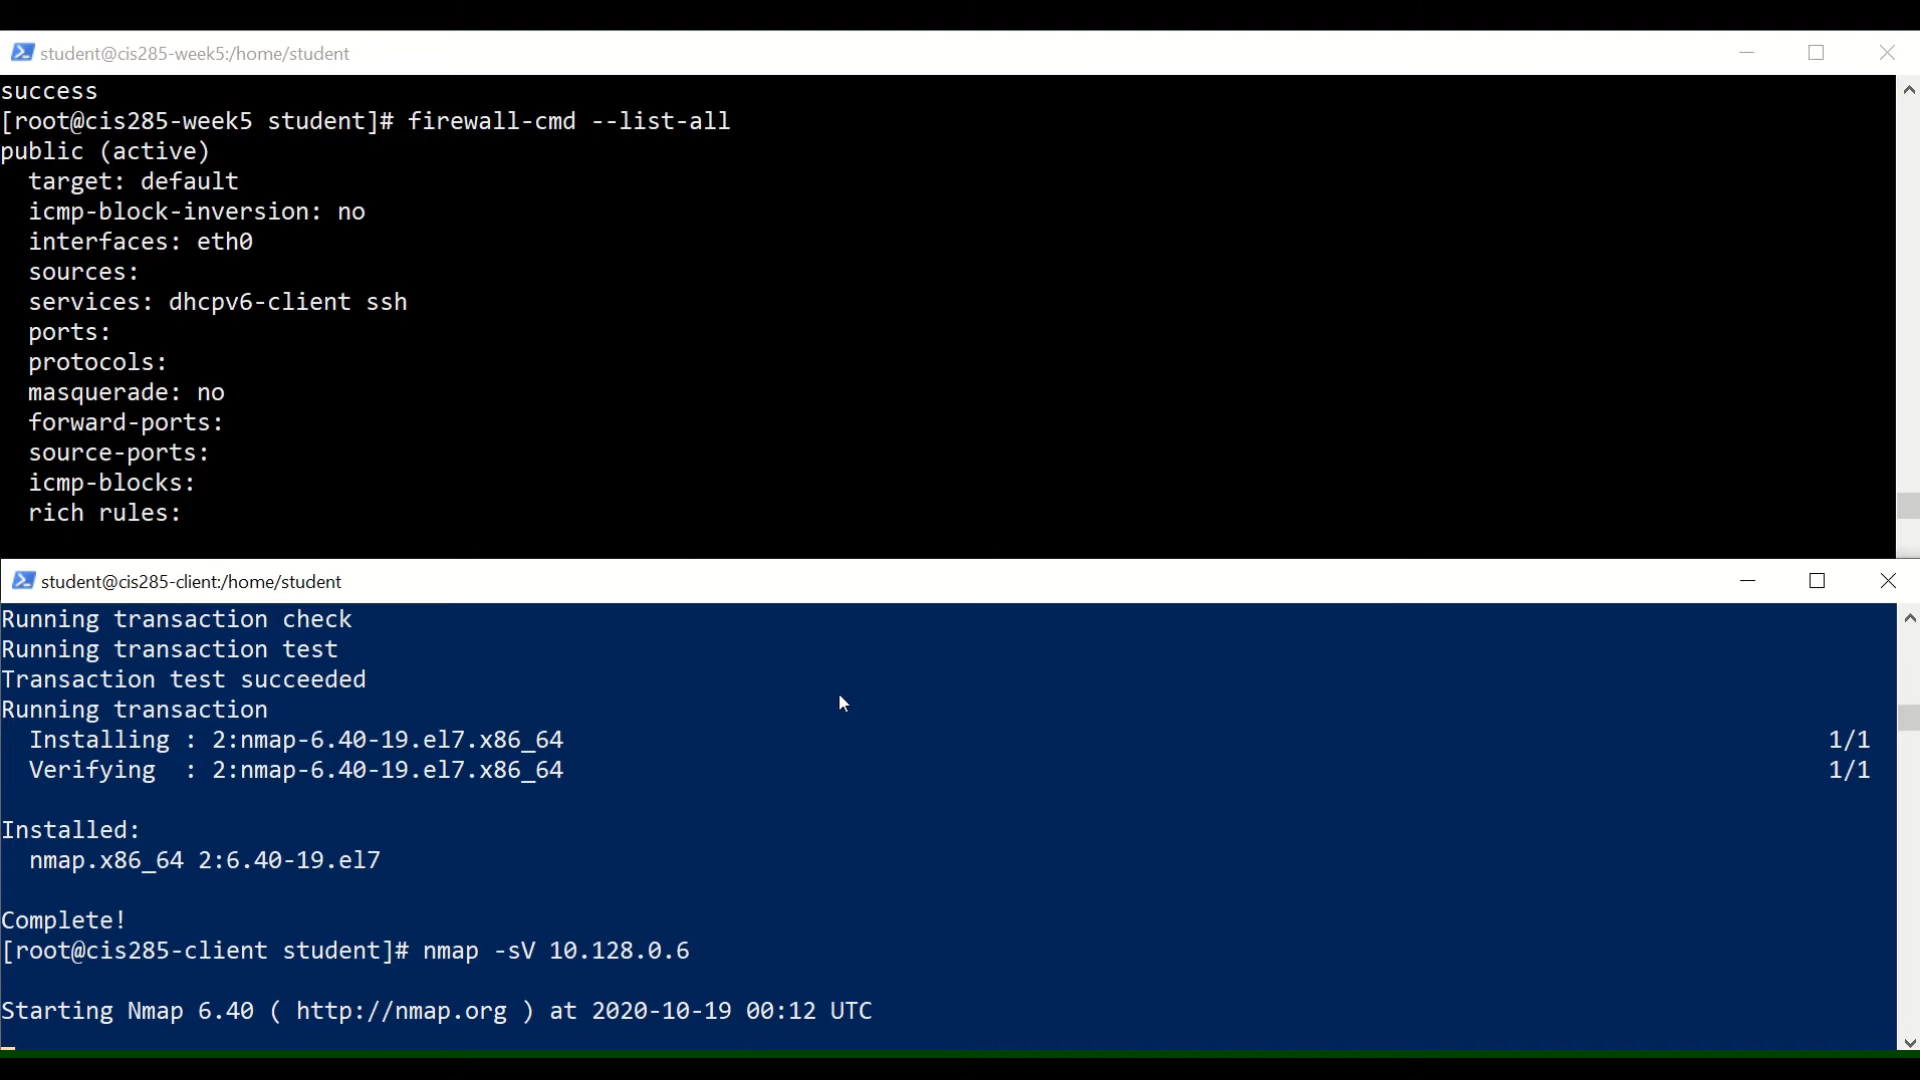 student@cis285-week5:/home/student
success
[root@cis285-week5 student]# firewall-cmd --list-all
public (active)
  target: default
  icmp-block-inversion: no
  interfaces: eth0
  sources:
  services: dhcpv6-client ssh
  ports:
  protocols:
  masquerade: no
  forward-ports:
  source-ports:
  icmp-blocks:
  rich rules:
student@cis285-client:/home/student
Running transaction check
Running transaction test
Transaction test succeeded
Running transaction
  Installing : 2:nmap-6.40-19.el7.x86_64 1/1
  Verifying  : 2:nmap-6.40-19.el7.x86_64 1/1
Installed:
  nmap.x86_64 2:6.40-19.el7
Complete!
[root@cis285-client student]# nmap -sV 10.128.0.6
Starting Nmap 6.40 ( http://nmap.org ) at 2020-10-19 00:12 UTC